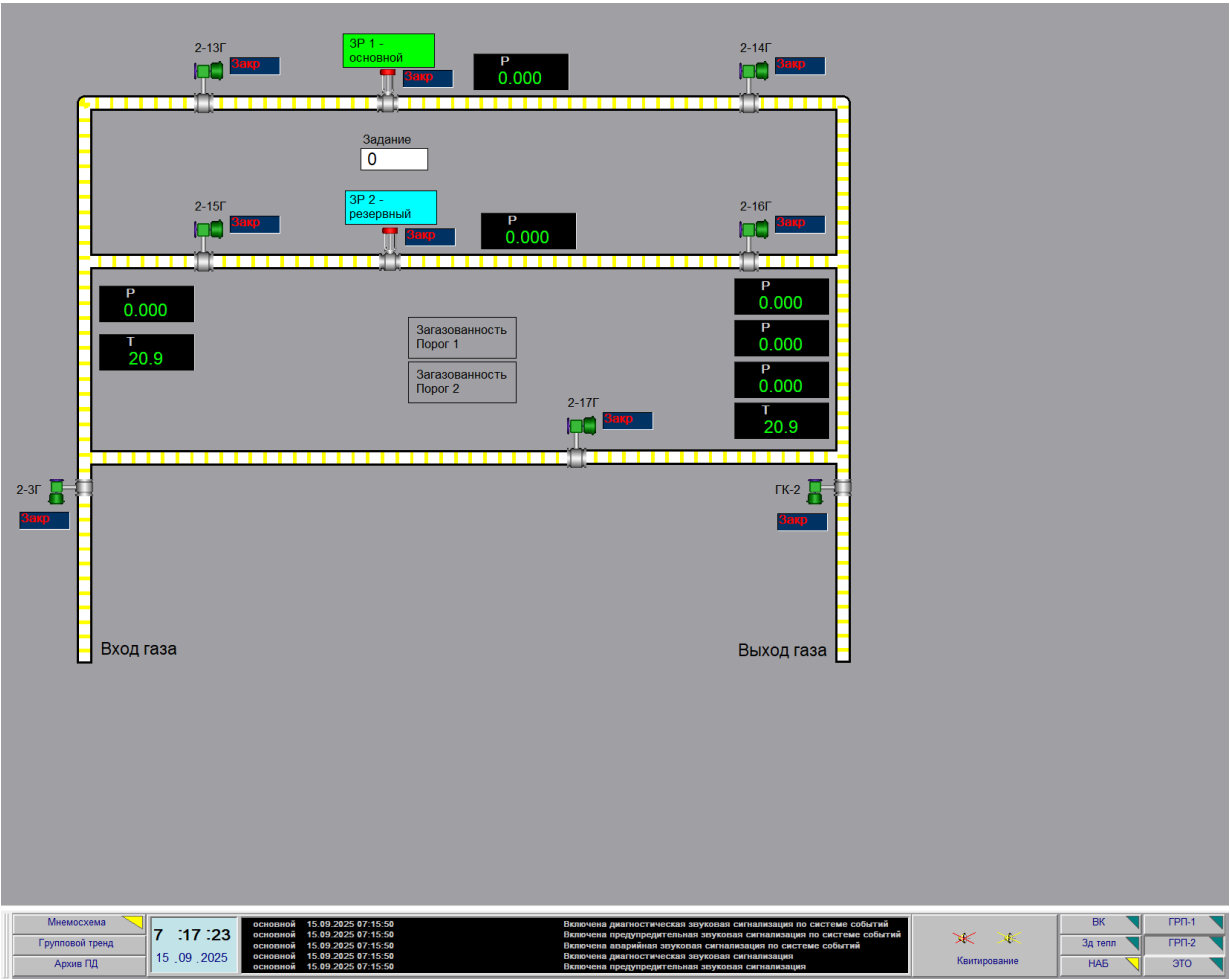 2-13Г
Закр
ЗР 1 -
основной
Закр
P
0.000
2-14Г
Закр
Задание
0
2-15Г
Закр
ЗР 2 -
резервный
Закр
P
0.000
2-16Г
Закр
P
0.000
T
20.9
Загазованность
Порог 1
Загазованность
Порог 2
P
0.000
P
0.000
P
0.000
T
20.9
2-17Г
Закр
2-3Г
Закр
ГК-2
Закр
Вход газа
Выход газа
Мнемосхема
Групповой тренд
Архив ПД
7 :17 :23
15 .09 .2025
основной 15.09.2025 07:15:50 Включена диагностическая звуковая сигнализация по системе событий
основной 15.09.2025 07:15:50 Включена предупредительная звуковая сигнализация по системе событий
основной 15.09.2025 07:15:50 Включена аварийная звуковая сигнализация по системе событий
основной 15.09.2025 07:15:50 Включена диагностическая звуковая сигнализация
основной 15.09.2025 07:15:50 Включена предупредительная звуковая сигнализация
Квитирование
ВК
ГРП-1
Зд тепл
ГРП-2
НАБ
ЭТО